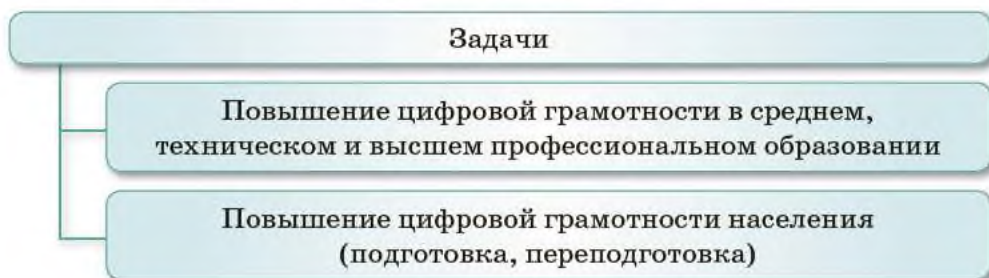 Задачи
Повышение цифровой грамотности в среднем,
техническом и высшем профессиональном образовании
Повышение цифровой грамотности населения
(подготовка, переподготовка)